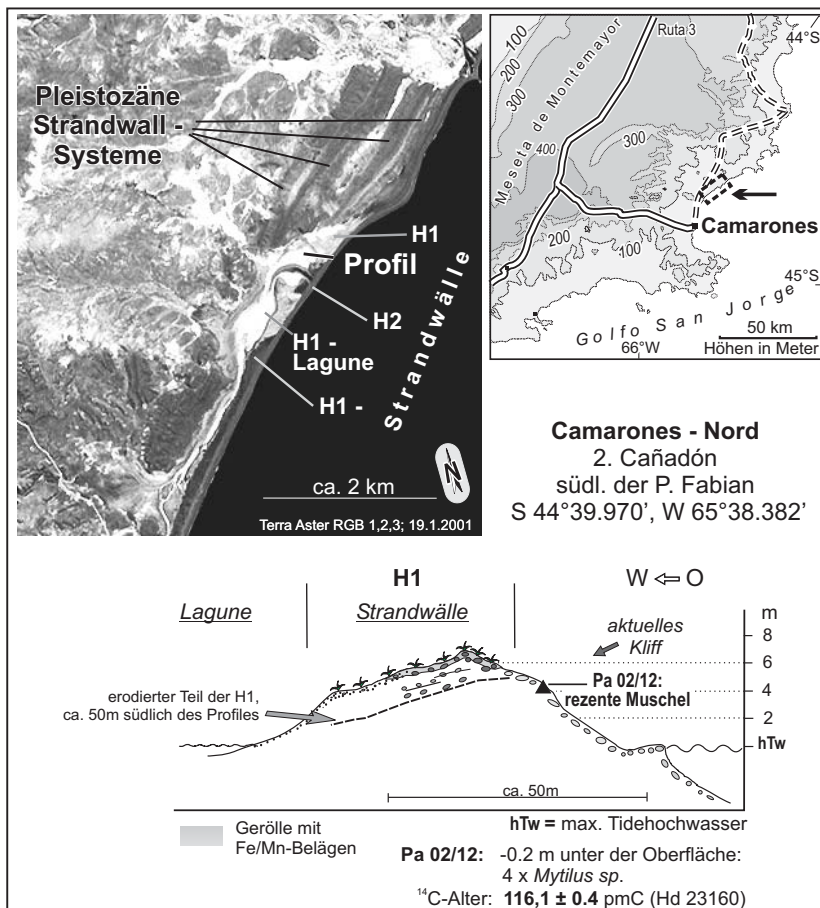 Pleistozäne
Strandwall -
Systeme
H1
Profil
H2
H1 -
Lagune
H1 -
Strandwälle
N
ca. 2 km
Terra Aster RGB 1,2,3; 19.1.2001
100
200
300
Meseta de Montemayor
400
Ruta 3
300
44°S
Camarones
200
100
45°S
Golfo San Jorge
50 km
66°W
Höhen in Meter
Camarones - Nord
2. Cañadón
südl. der P. Fabian
S 44°39.970’, W 65°38.382’
H1
W ⇐ O
Lagune
Strandwälle
m
aktuelles
Kliff
8
6
4
2
hTw
Pa 02/12:
rezente Muschel
erodierter Teil der H1,
ca. 50m südlich des Profiles
ca. 50m
hTw = max. Tidehochwasser
Gerölle mit
Fe/Mn-Belägen
Pa 02/12: -0.2 m unter der Oberfläche:
4 x Mytilus sp.
¹⁴C-Alter: 116,1 ± 0.4 pmC (Hd 23160)